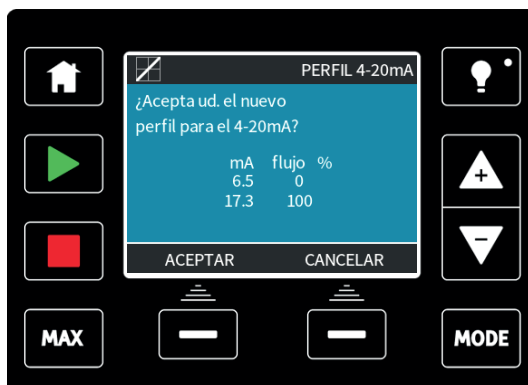 PERFIL 4-20mA
¿Acepta ud. el nuevo
perfil para el 4-20mA?
mA flujo %
6.5 0
17.3 100
ACEPTAR CANCELAR
MAX
MODE